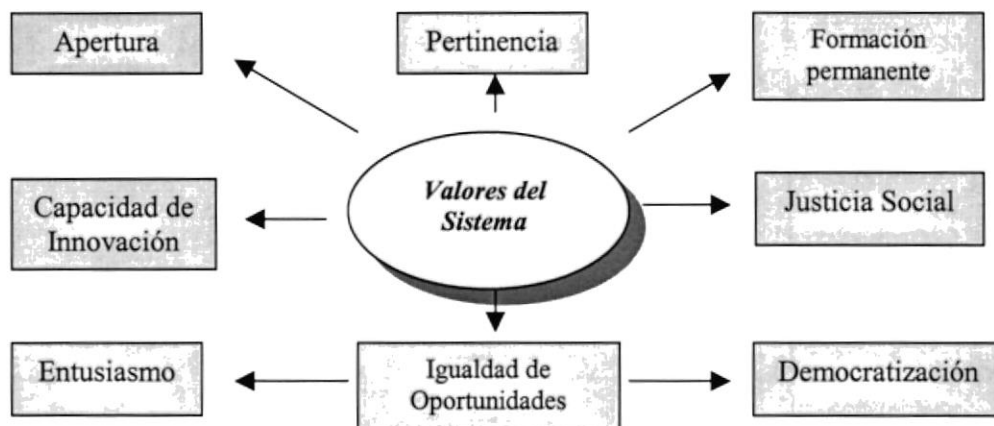 Apertura
Pertinencia
Formación
permanente
Capacidad de
Innovación
Valores del
Sistema
Justicia Social
Entusiasmo
Igualdad de
Oportunidades
Democratización